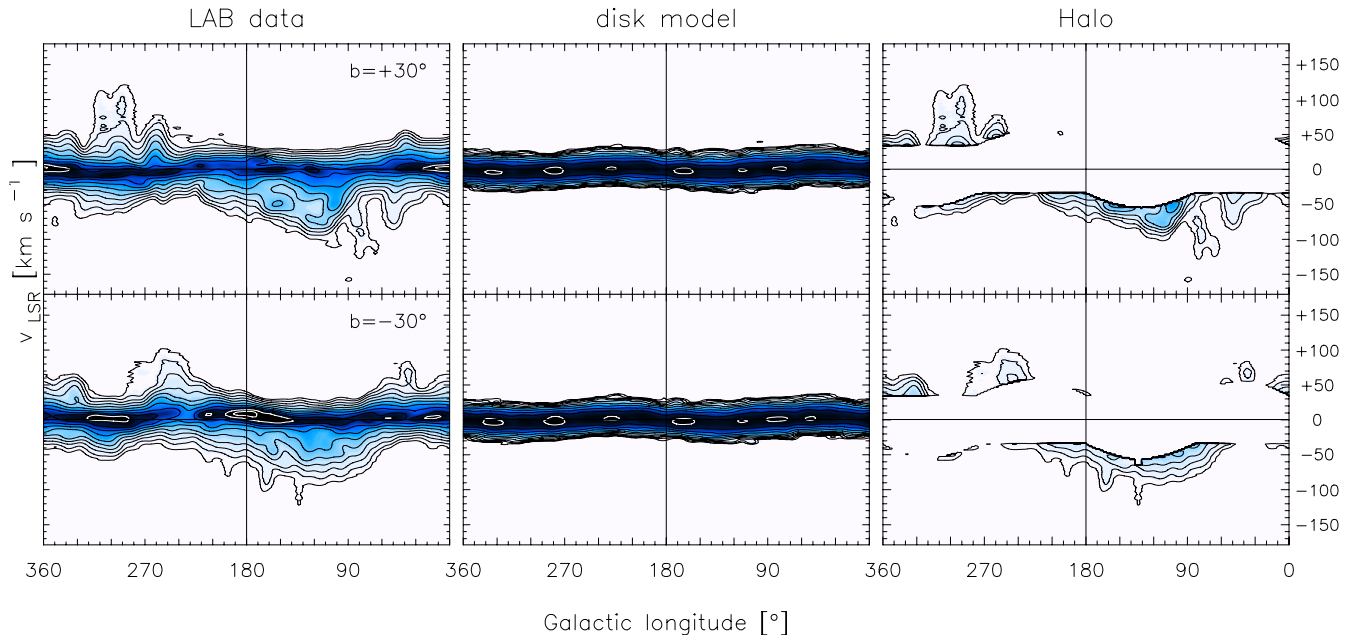 LAB data
disk model
Halo
b=+30°
b=−30°
v LSR [km s⁻¹]
+150
+100
+50
0
−50
−100
−150
+150
+100
+50
0
−50
−100
−150
360 270 180 90
360 270 180 90
360 270 180 90 0
Galactic longitude [°]